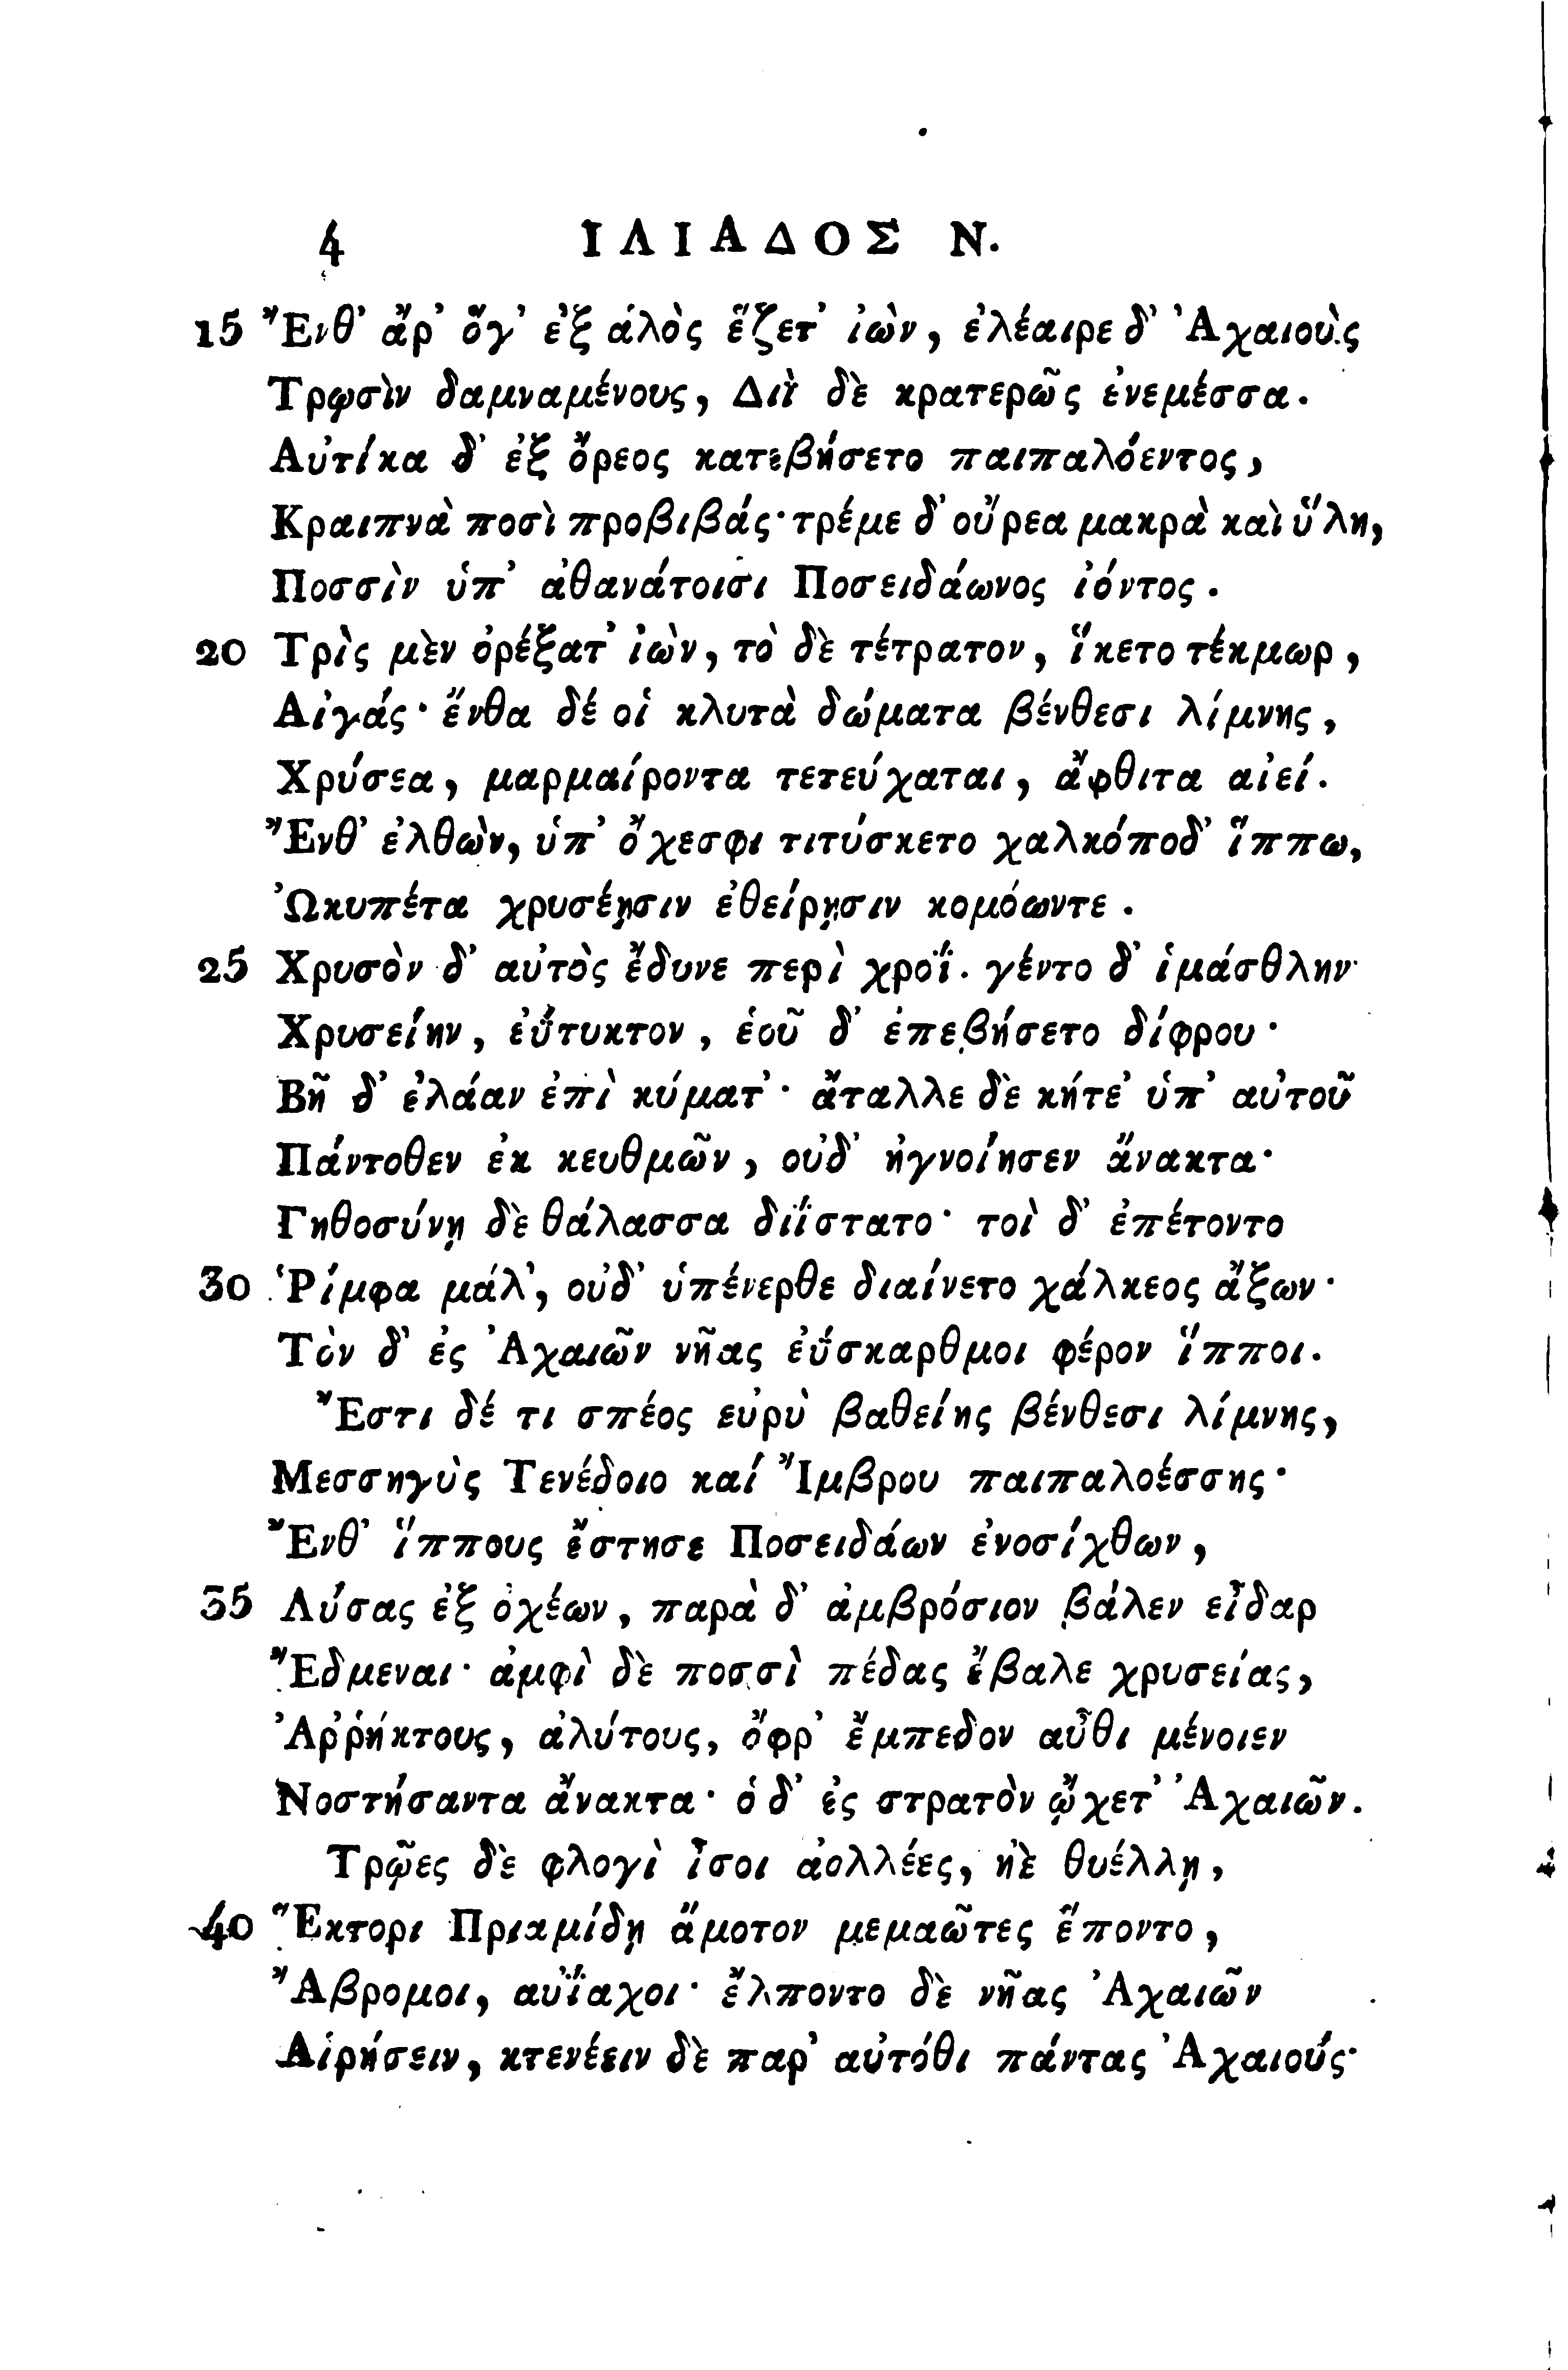 4 ΙΛΙΑΔΟΣ Ν.
15 Ἔνθ’ ἄρ’ ὅγ’ ἐξ ἁλὸς ἕζετ’ ἰὼν, ἐλέαιρε δ’ Ἀχαιοὺς
Τρωσὶν δαμναμένους, Διῒ δὲ κρατερῶς ἐνεμέσσα.
Αὐτίκα δ’ ἐξ ὄρεος κατεβήσετο παιπαλόεντος,
Κραιπνὰ ποσὶ προβιβάς· τρέμε δ’ οὔρεα μακρὰ καὶ ὕλη,
Ποσσὶν ὑπ’ ἀθανάτοισι Ποσειδάωνος ἰόντος.
20 Τρὶς μὲν ὀρέξατ’ ἰὼν, τὸ δὲ τέτρατον, ἵκετο τέκμωρ,
Αἰγάς· ἔνθα δέ οἱ κλυτὰ δώματα βένθεσι λίμνης,
Χρύσεα, μαρμαίροντα τετεύχαται, ἄφθιτα αἰεί.
Ἔνθ’ ἐλθὼν, ὑπ’ ὄχεσφι τιτύσκετο χαλκόποδ’ ἵππω,
Ὠκυπέτα χρυσέῃσιν ἐθείρῃσιν κομόωντε.
25 Χρυσὸν δ’ αὐτὸς ἔδυνε περὶ χροΐ. γέντο δ’ ἱμάσθλην
Χρυσείην, ἐΰτυκτον, ἑοῦ δ’ ἐπεβήσετο δίφρου·
Βῆ δ’ ἐλάαν ἐπὶ κύματ’· ἄταλλε δὲ κήτε’ ὑπ’ αὐτοῦ
Πάντοθεν ἐκ κευθμῶν, οὐδ’ ἠγνοίησεν ἄνακτα·
Γηθοσύνῃ δὲ θάλασσα διΐστατο· τοὶ δ’ ἐπέτοντο
30 Ῥίμφα μάλ’, οὐδ’ ὑπένερθε διαίνετο χάλκεος ἄξων·
Τὸν δ’ ἐς Ἀχαιῶν νῆας ἐΰσκαρθμοι φέρον ἵπποι.
Ἔστι δέ τι σπέος εὐρὺ βαθείης βένθεσι λίμνης,
Μεσσηγὺς Τενέδοιο καί Ἴμβρου παιπαλοέσσης·
Ἔνθ’ ἵππους ἔστησε Ποσειδάων ἐνοσίχθων,
35 Λύσας ἐξ ὀχέων, παρὰ δ’ ἀμβρόσιον βάλεν εἶδαρ
Ἔδμεναι· ἀμφὶ δὲ ποσσὶ πέδας ἔβαλε χρυσείας,
Ἀῤῥήκτους, ἀλύτους, ὄφρ’ ἔμπεδον αὖθι μένοιεν
Νοστήσαντα ἄνακτα· ὁ δ’ ἐς στρατὸν ᾤχετ’ Ἀχαιῶν.
Τρῶες δὲ φλογὶ ἶσοι ἀολλέες, ἠὲ θυέλλῃ,
40 Ἕκτορι Πριαμίδῃ ἄμοτον μεμαῶτες ἕποντο,
Ἄβρομοι, αὐΐαχοι· ἔλποντο δὲ νῆας Ἀχαιῶν
Αἱρήσειν, κτενέειν δὲ παρ’ αὐτόθι πάντας Ἀχαιούς·